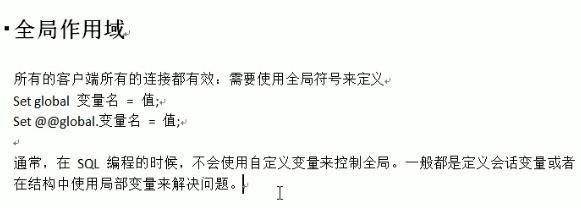 全局作用域
所有的客户端所有的连接都有效：需要使用全局符号来定义
Set global 变量名 = 值;
Set @@global.变量名 = 值;
通常，在 SQL 编程的时候，不会使用自定义变量来控制全局。一般都是定义会话变量或者
在结构中使用局部变量来解决问题。